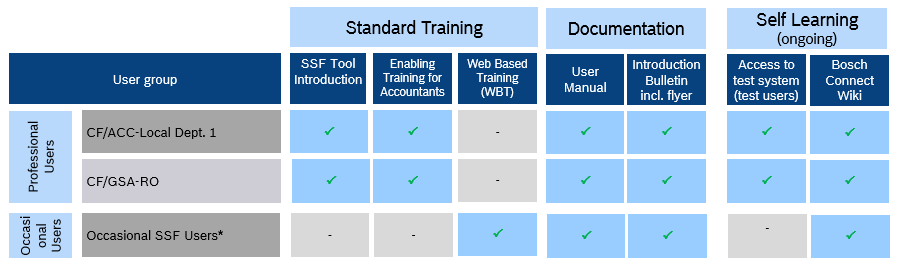 Standard Training
Documentation
Self Learning
(ongoing)
User group
SSF Tool
Introduction
Enabling
Training for
Accountants
Web Based
Training
(WBT)
User
Manual
Introduction
Bulletin
incl. flyer
Access to
test system
(test users)
Bosch
Connect
Wiki
Professional
Users
CF/ACC-Local Dept. 1
✓ ✓ - ✓ ✓ ✓ ✓
CF/GSA-RO
✓ ✓ - ✓ ✓ ✓ ✓
Occasi
onal
Users
Occasional SSF Users*
- - ✓ ✓ ✓ - ✓